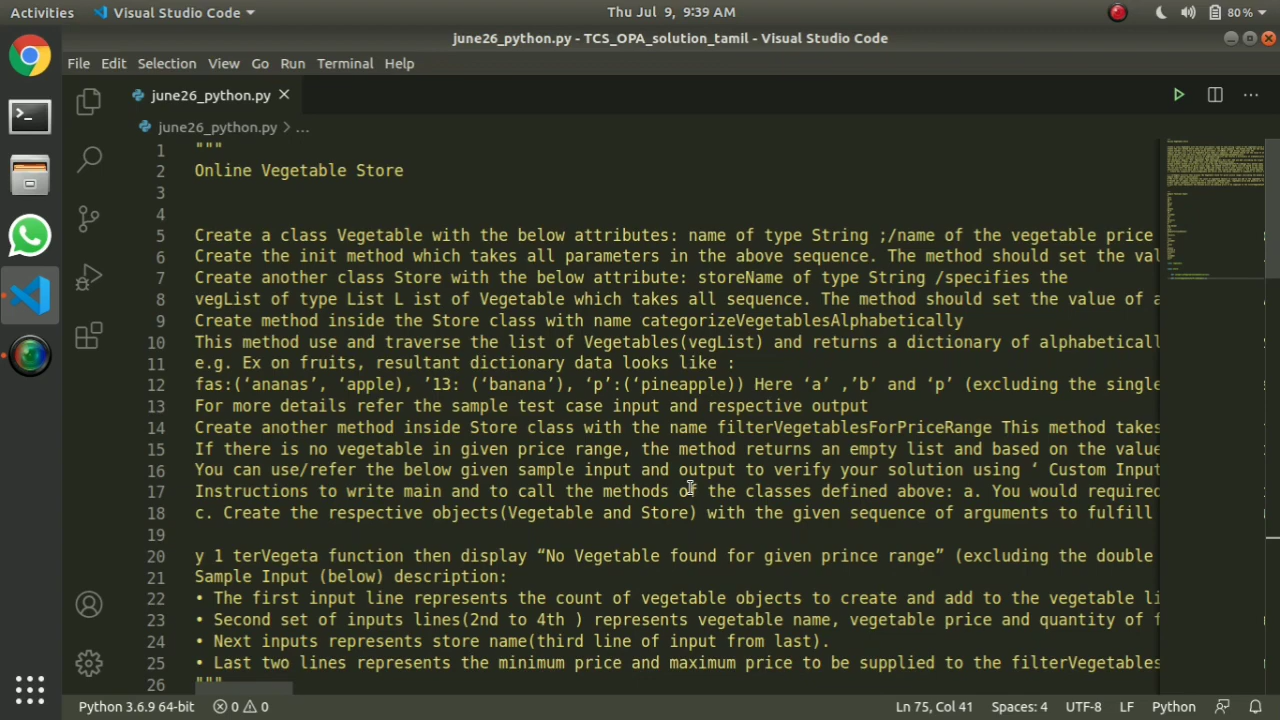 Activities Visual Studio Code Thu Jul 9, 9:39 AM 80%
june26_python.py - TCS_OPA_solution_tamil - Visual Studio Code
File Edit Selection View Go Run Terminal Help
june26_python.py
june26_python.py > ...
1 """
2 Online Vegetable Store
3
4
5 Create a class Vegetable with the below attributes: name of type String ;/name of the vegetable price
6 Create the init method which takes all parameters in the above sequence. The method should set the val
7 Create another class Store with the below attribute: storeName of type String /specifies the
8 vegList of type List L ist of Vegetable which takes all sequence. The method should set the value of a
9 Create method inside the Store class with name categorizeVegetablesAlphabetically
10 This method use and traverse the list of Vegetables(vegList) and returns a dictionary of alphabeticall
11 e.g. Ex on fruits, resultant dictionary data looks like :
12 fas:(‘ananas’, ‘apple), ’13: (‘banana’), ‘p’:(‘pineapple)) Here ‘a’ ,’b’ and ‘p’ (excluding the single
13 For more details refer the sample test case input and respective output
14 Create another method inside Store class with the name filterVegetablesForPriceRange This method takes
15 If there is no vegetable in given price range, the method returns an empty list and based on the value
16 You can use/refer the below given sample input and output to verify your solution using ‘ Custom Input
17 Instructions to write main and to call the methods of the classes defined above: a. You would required
18 c. Create the respective objects(Vegetable and Store) with the given sequence of arguments to fulfill
19
20 y 1 terVegeta function then display “No Vegetable found for given prince range” (excluding the double
21 Sample Input (below) description:
22 • The first input line represents the count of vegetable objects to create and add to the vegetable li
23 • Second set of inputs lines(2nd to 4th ) represents vegetable name, vegetable price and quantity of f
24 • Next inputs represents store name(third line of input from last).
25 • Last two lines represents the minimum price and maximum price to be supplied to the filterVegetables
26 """
Python 3.6.9 64-bit 0 0 Ln 75, Col 41 Spaces: 4 UTF-8 LF Python